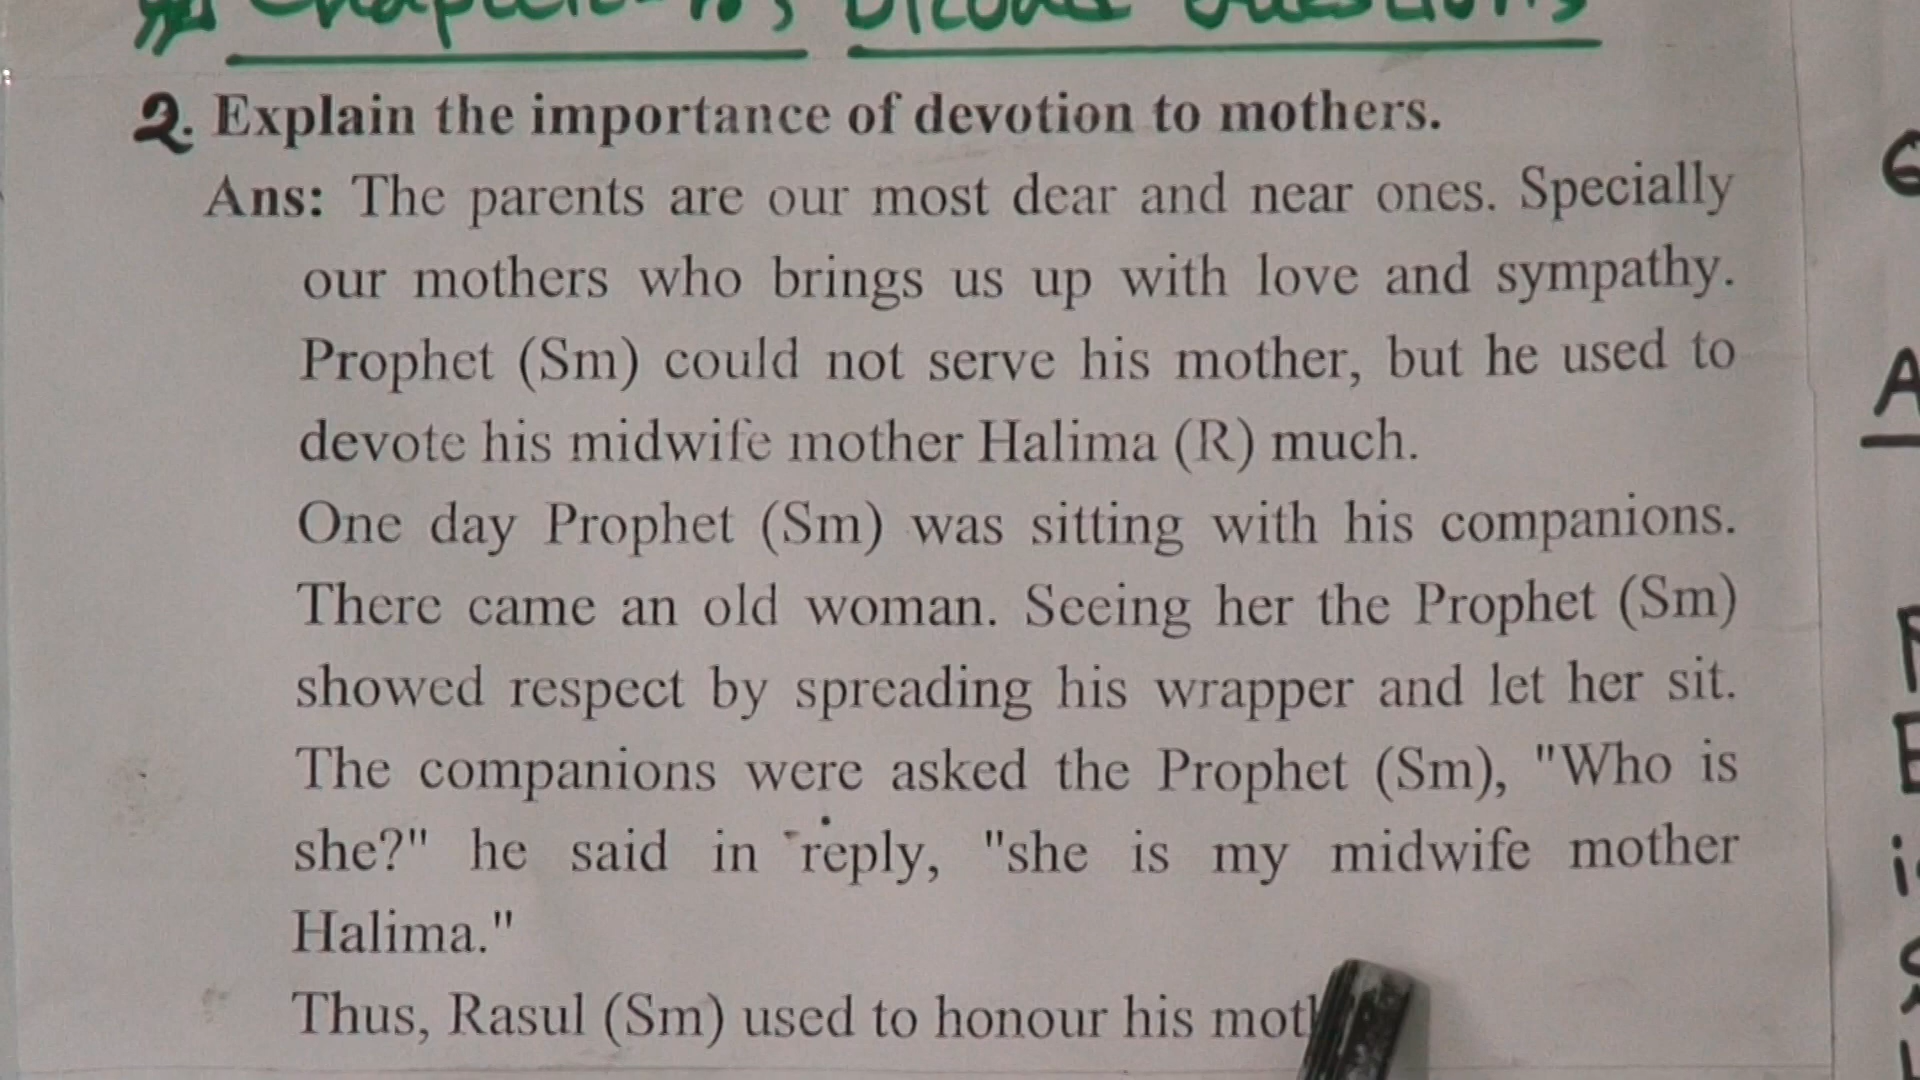 Questions
2. Explain the importance of devotion to mothers.
Ans: The parents are our most dear and near ones. Specially
our mothers who brings us up with love and sympathy.
Prophet (Sm) could not serve his mother, but he used to
devote his midwife mother Halima (R) much.
One day Prophet (Sm) was sitting with his companions.
There came an old woman. Seeing her the Prophet (Sm)
showed respect by spreading his wrapper and let her sit.
The companions were asked the Prophet (Sm), "Who is
she?" he said in reply, "she is my midwife mother
Halima."
Thus, Rasul (Sm) used to honour his